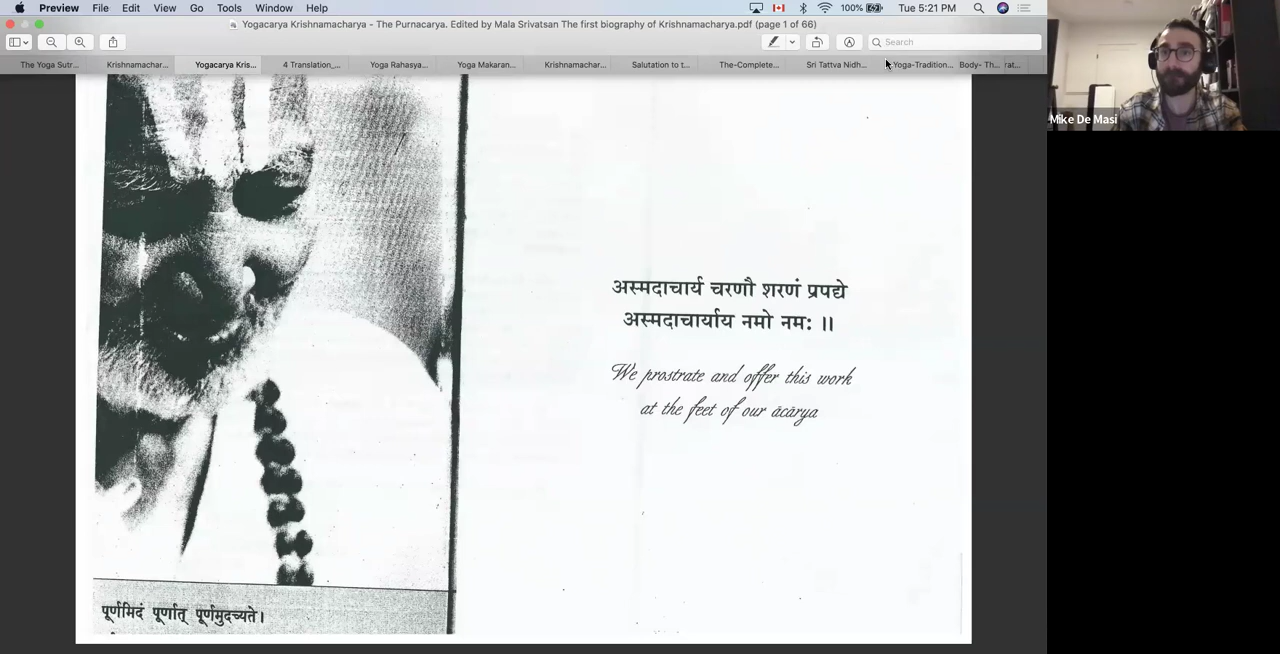 Preview File Edit View Go Tools Window Help 100% Tue 5:21 PM
Yogacarya Krishnamacharya - The Purnacarya. Edited by Mala Srivatsan The first biography of Krishnamacharya.pdf (page 1 of 66)
Search
The Yoga Sutr... Krishnamachar... Yogacarya Kris... 4 Translation_... Yoga Rahasya... Yoga Makaran... Krishnamachar... Salutation to t... The-Complete... Sri Tattva Nidh... Yoga-Tradition... Body- Th... rat...
Mike De Masi
अस्मदाचार्य चरणौ शरणं प्रपद्ये
अस्मदाचार्याय नमो नमः ॥
We prostrate and offer this work
at the feet of our ācārya
पूर्णमिदं पूर्णात् पूर्णमुदच्यते।